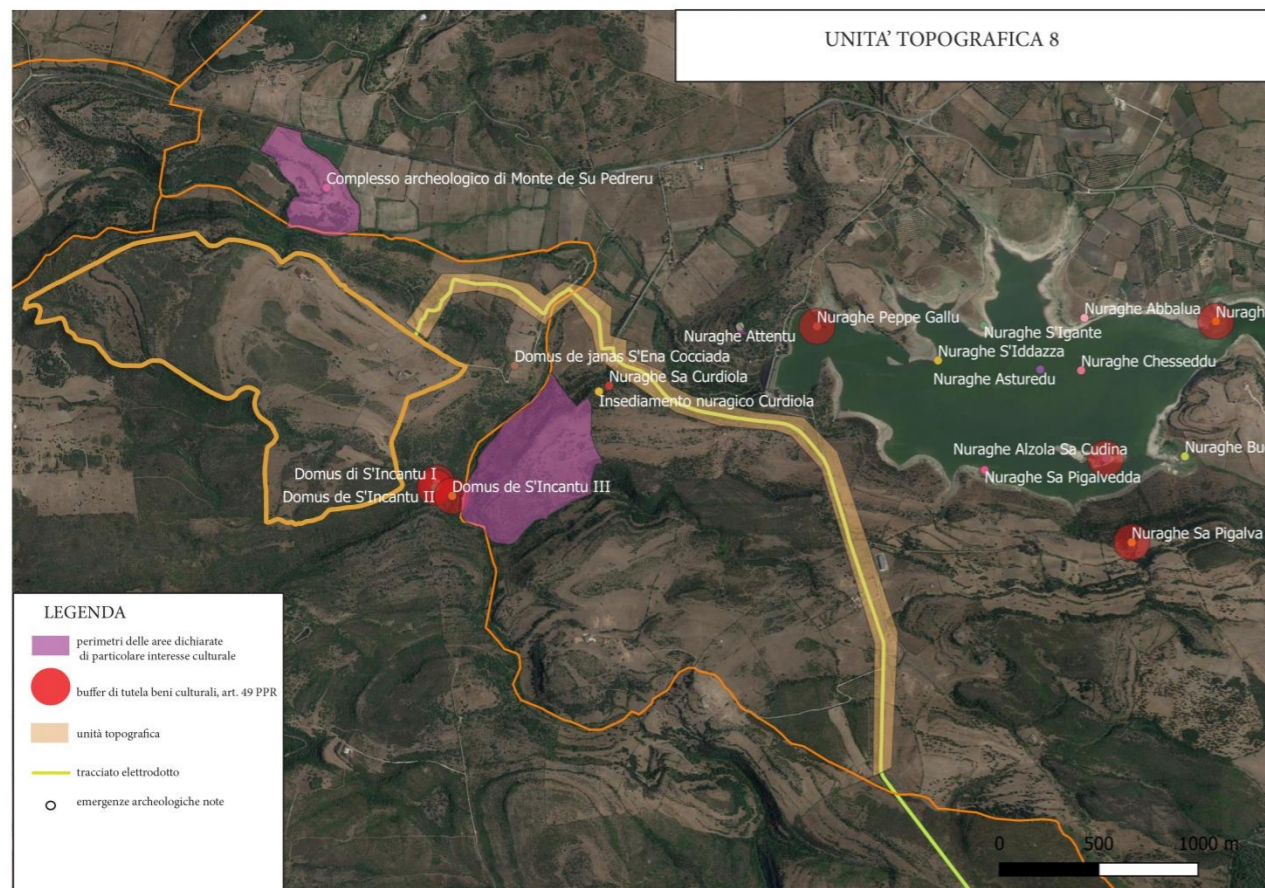 UNITA' TOPOGRAFICA 8
Complesso archeologico di Monte de Su Pedreru
Nuraghe Peppe Gallu
Nuraghe Abbalua
Nuragh
Nuraghe Attentu
Nuraghe S'Igante
Domus de janas S'Ena Cocciada
Nuraghe S'Iddazza
Nuraghe Chesseddu
Nuraghe Sa Curdiola
Nuraghe Asturedu
Insediamento nuragico Curdiola
Nuraghe Alzola Sa Cudina
Nuraghe Bu
Domus di S'Incantu I
Nuraghe Sa Pigalvedda
Domus de S'Incantu II
Domus de S'Incantu III
Nuraghe Sa Pigalva
LEGENDA
perimetri delle aree dichiarate
di particolare interesse culturale
buffer di tutela beni culturali, art. 49 PPR
unità topografica
tracciato elettrodotto
emergenze archeologiche note
0 500 1000 m